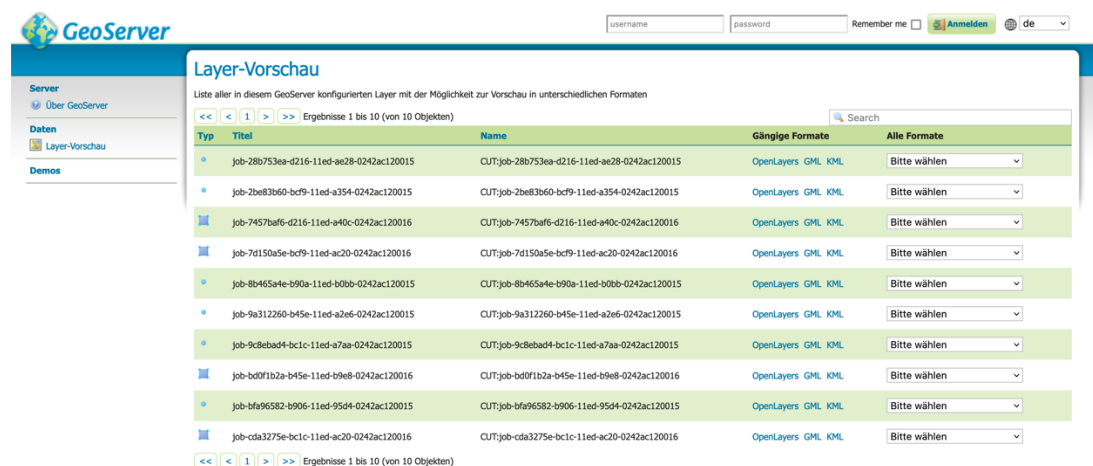 GeoServer
username password Remember me Anmelden de
Server
Über GeoServer
Daten
Layer-Vorschau
Demos
Layer-Vorschau
Liste aller in diesem GeoServer konfigurierten Layer mit der Möglichkeit zur Vorschau in unterschiedlichen Formaten
<< < 1 > >> Ergebnisse 1 bis 10 (von 10 Objekten) Search
Typ Titel Name Gängige Formate Alle Formate
job-28b753ea-d216-11ed-ae28-0242ac120015 CUT:job-28b753ea-d216-11ed-ae28-0242ac120015 OpenLayers GML KML Bitte wählen
job-2be83b60-bcf9-11ed-a354-0242ac120015 CUT:job-2be83b60-bcf9-11ed-a354-0242ac120015 OpenLayers GML KML Bitte wählen
job-7457baf6-d216-11ed-a40c-0242ac120016 CUT:job-7457baf6-d216-11ed-a40c-0242ac120016 OpenLayers GML KML Bitte wählen
job-7d150a5e-bcf9-11ed-ac20-0242ac120016 CUT:job-7d150a5e-bcf9-11ed-ac20-0242ac120016 OpenLayers GML KML Bitte wählen
job-8b465a4e-b90a-11ed-b0bb-0242ac120015 CUT:job-8b465a4e-b90a-11ed-b0bb-0242ac120015 OpenLayers GML KML Bitte wählen
job-9a312260-b45e-11ed-a2e6-0242ac120015 CUT:job-9a312260-b45e-11ed-a2e6-0242ac120015 OpenLayers GML KML Bitte wählen
job-9c8ebad4-bc1c-11ed-a7aa-0242ac120015 CUT:job-9c8ebad4-bc1c-11ed-a7aa-0242ac120015 OpenLayers GML KML Bitte wählen
job-bd0f1b2a-b45e-11ed-b9e8-0242ac120016 CUT:job-bd0f1b2a-b45e-11ed-b9e8-0242ac120016 OpenLayers GML KML Bitte wählen
job-bfa96582-b906-11ed-95d4-0242ac120015 CUT:job-bfa96582-b906-11ed-95d4-0242ac120015 OpenLayers GML KML Bitte wählen
job-cda3275e-bc1c-11ed-ac20-0242ac120016 CUT:job-cda3275e-bc1c-11ed-ac20-0242ac120016 OpenLayers GML KML Bitte wählen
<< < 1 > >> Ergebnisse 1 bis 10 (von 10 Objekten)